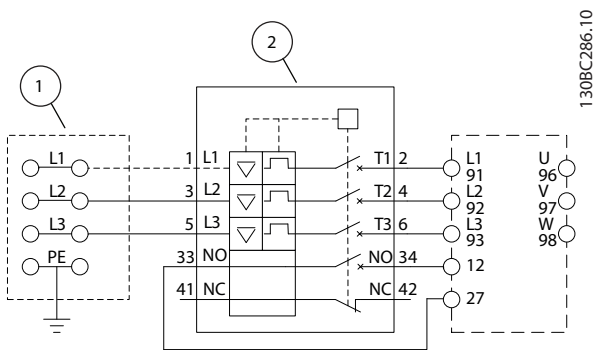 130BC286.10
2
1
L1 1 L1 T1 2 L1 U
91 96
L2 3 L2 T2 4 L2 V
92 97
L3 5 L3 T3 6 L3 W
93 98
PE 33 NO NO 34 12
41 NC NC 42 27